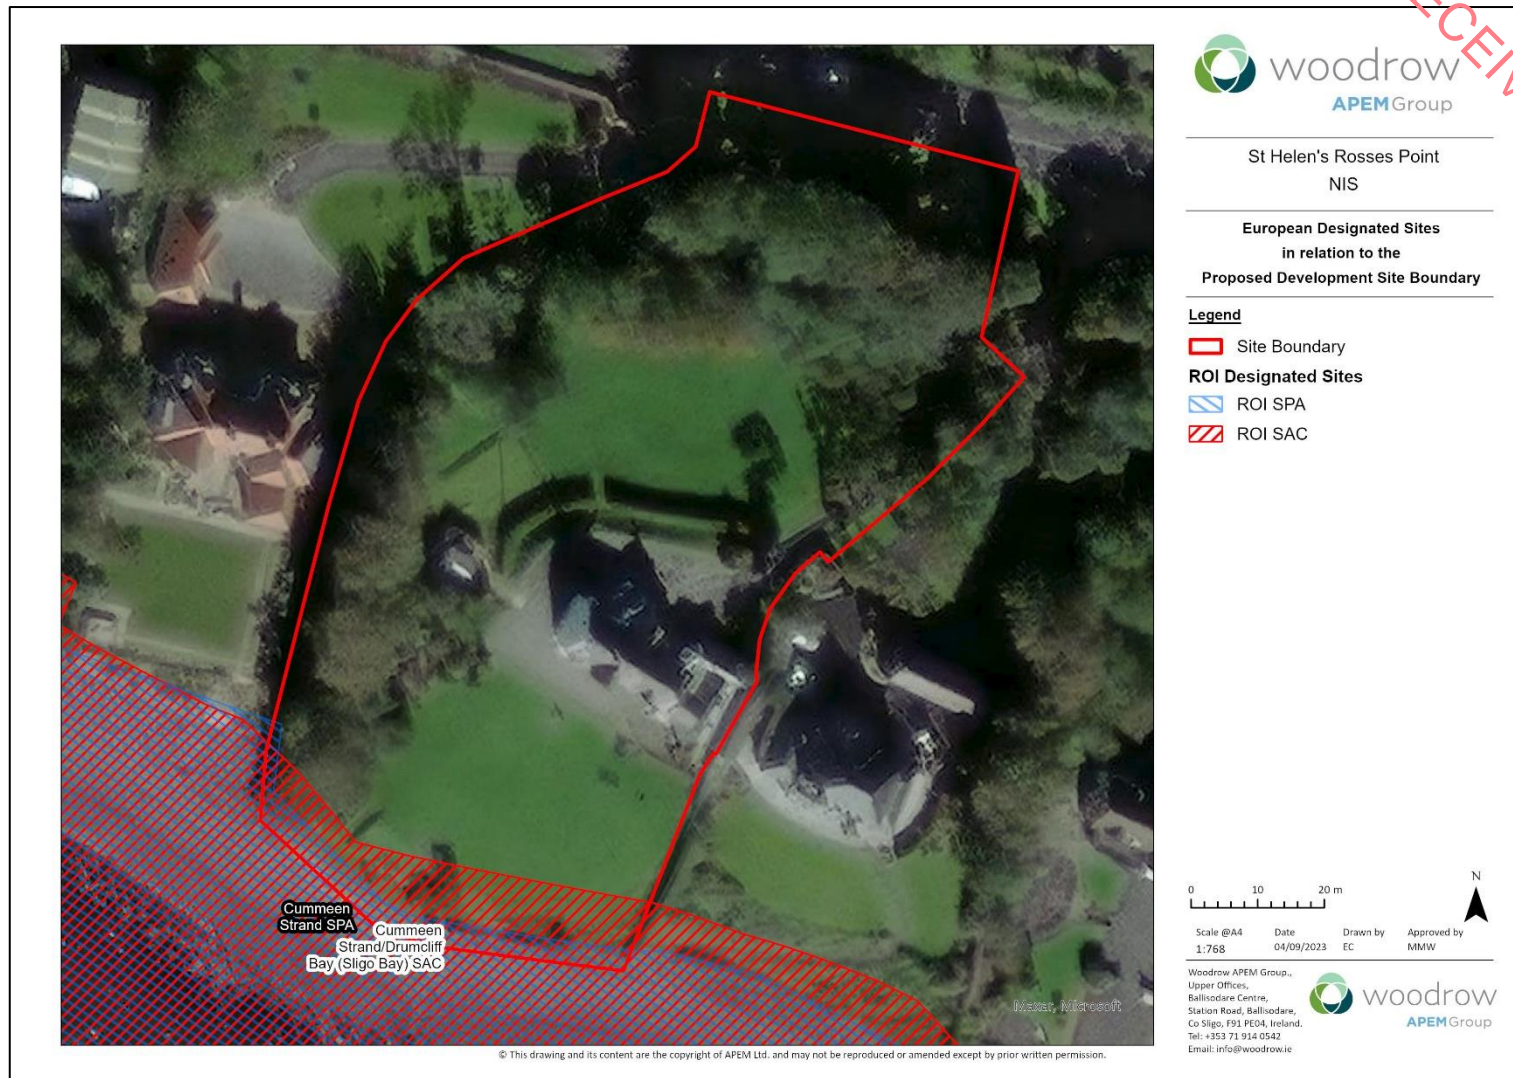 woodrow
APEMGroup
St Helen's Rosses Point
NIS
European Designated Sites
in relation to the
Proposed Development Site Boundary
Legend
Site Boundary
ROI Designated Sites
ROI SPA
ROI SAC
Cummeen
Strand SPA
Cummeen
Strand/Drumcliff
Bay (Sligo Bay) SAC
Maxar, Microsoft
N
0 10 20 m
Scale @A4 Date Drawn by Approved by
1:768 04/09/2023 EC MMW
Woodrow APEM Group.,
Upper Offices,
Ballisodare Centre,
Station Road, Ballisodare,
Co Sligo, F91 PE04, Ireland.
Tel: +353 71 914 0542
Email: info@woodrow.ie
woodrow
APEMGroup
© This drawing and its content are the copyright of APEM Ltd. and may not be reproduced or amended except by prior written permission.